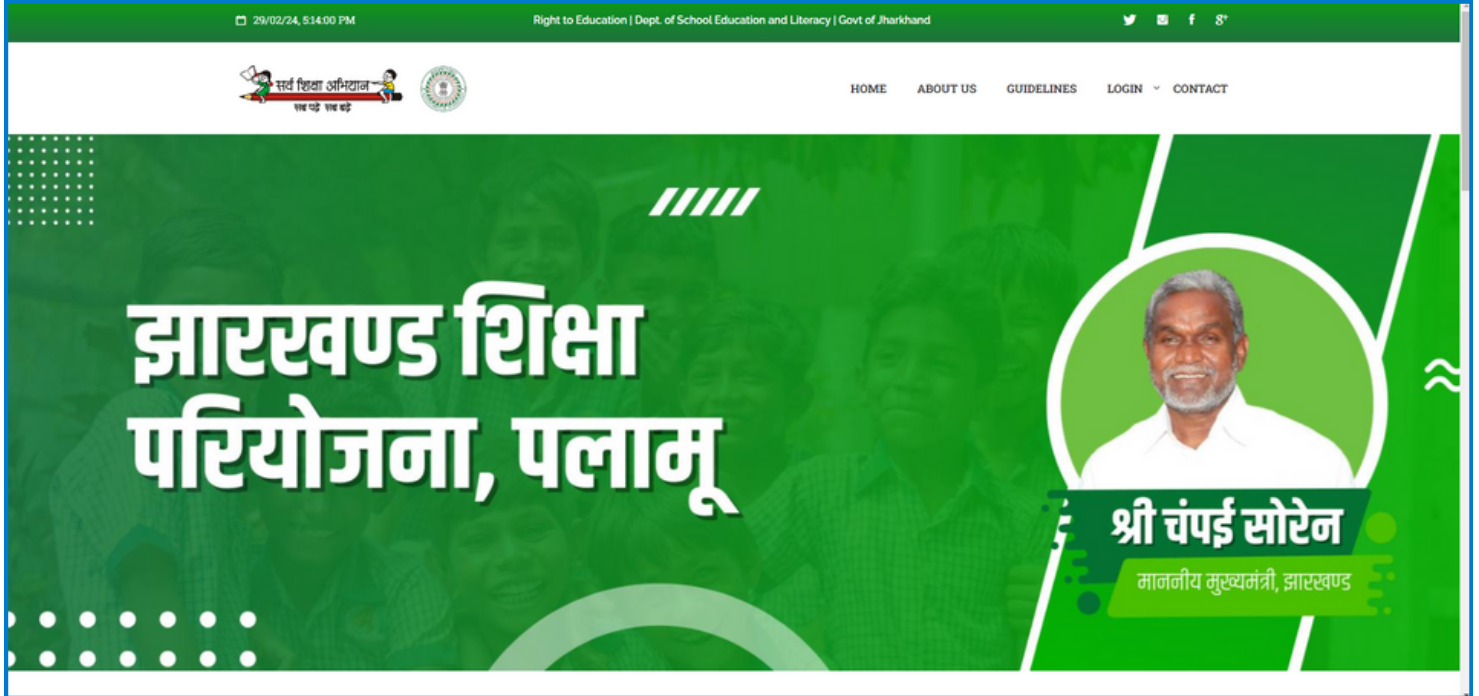 29/02/24, 5:14:00 PM
Right to Education | Dept. of School Education and Literacy | Govt of Jharkhand
सर्व शिक्षा अभियान
सब पढ़े सब बढ़े
HOME ABOUT US GUIDELINES LOGIN CONTACT
झारखण्ड शिक्षा
परियोजना, पलामू
श्री चंपई सोरेन
माननीय मुख्यमंत्री, झारखण्ड